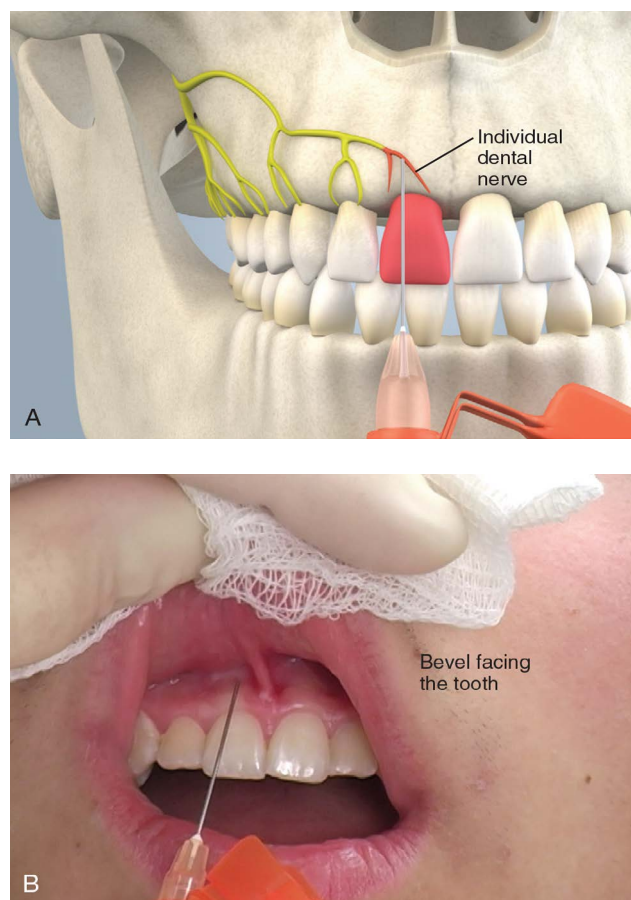 Individual
dental
nerve
A
Bevel facing
the tooth
B